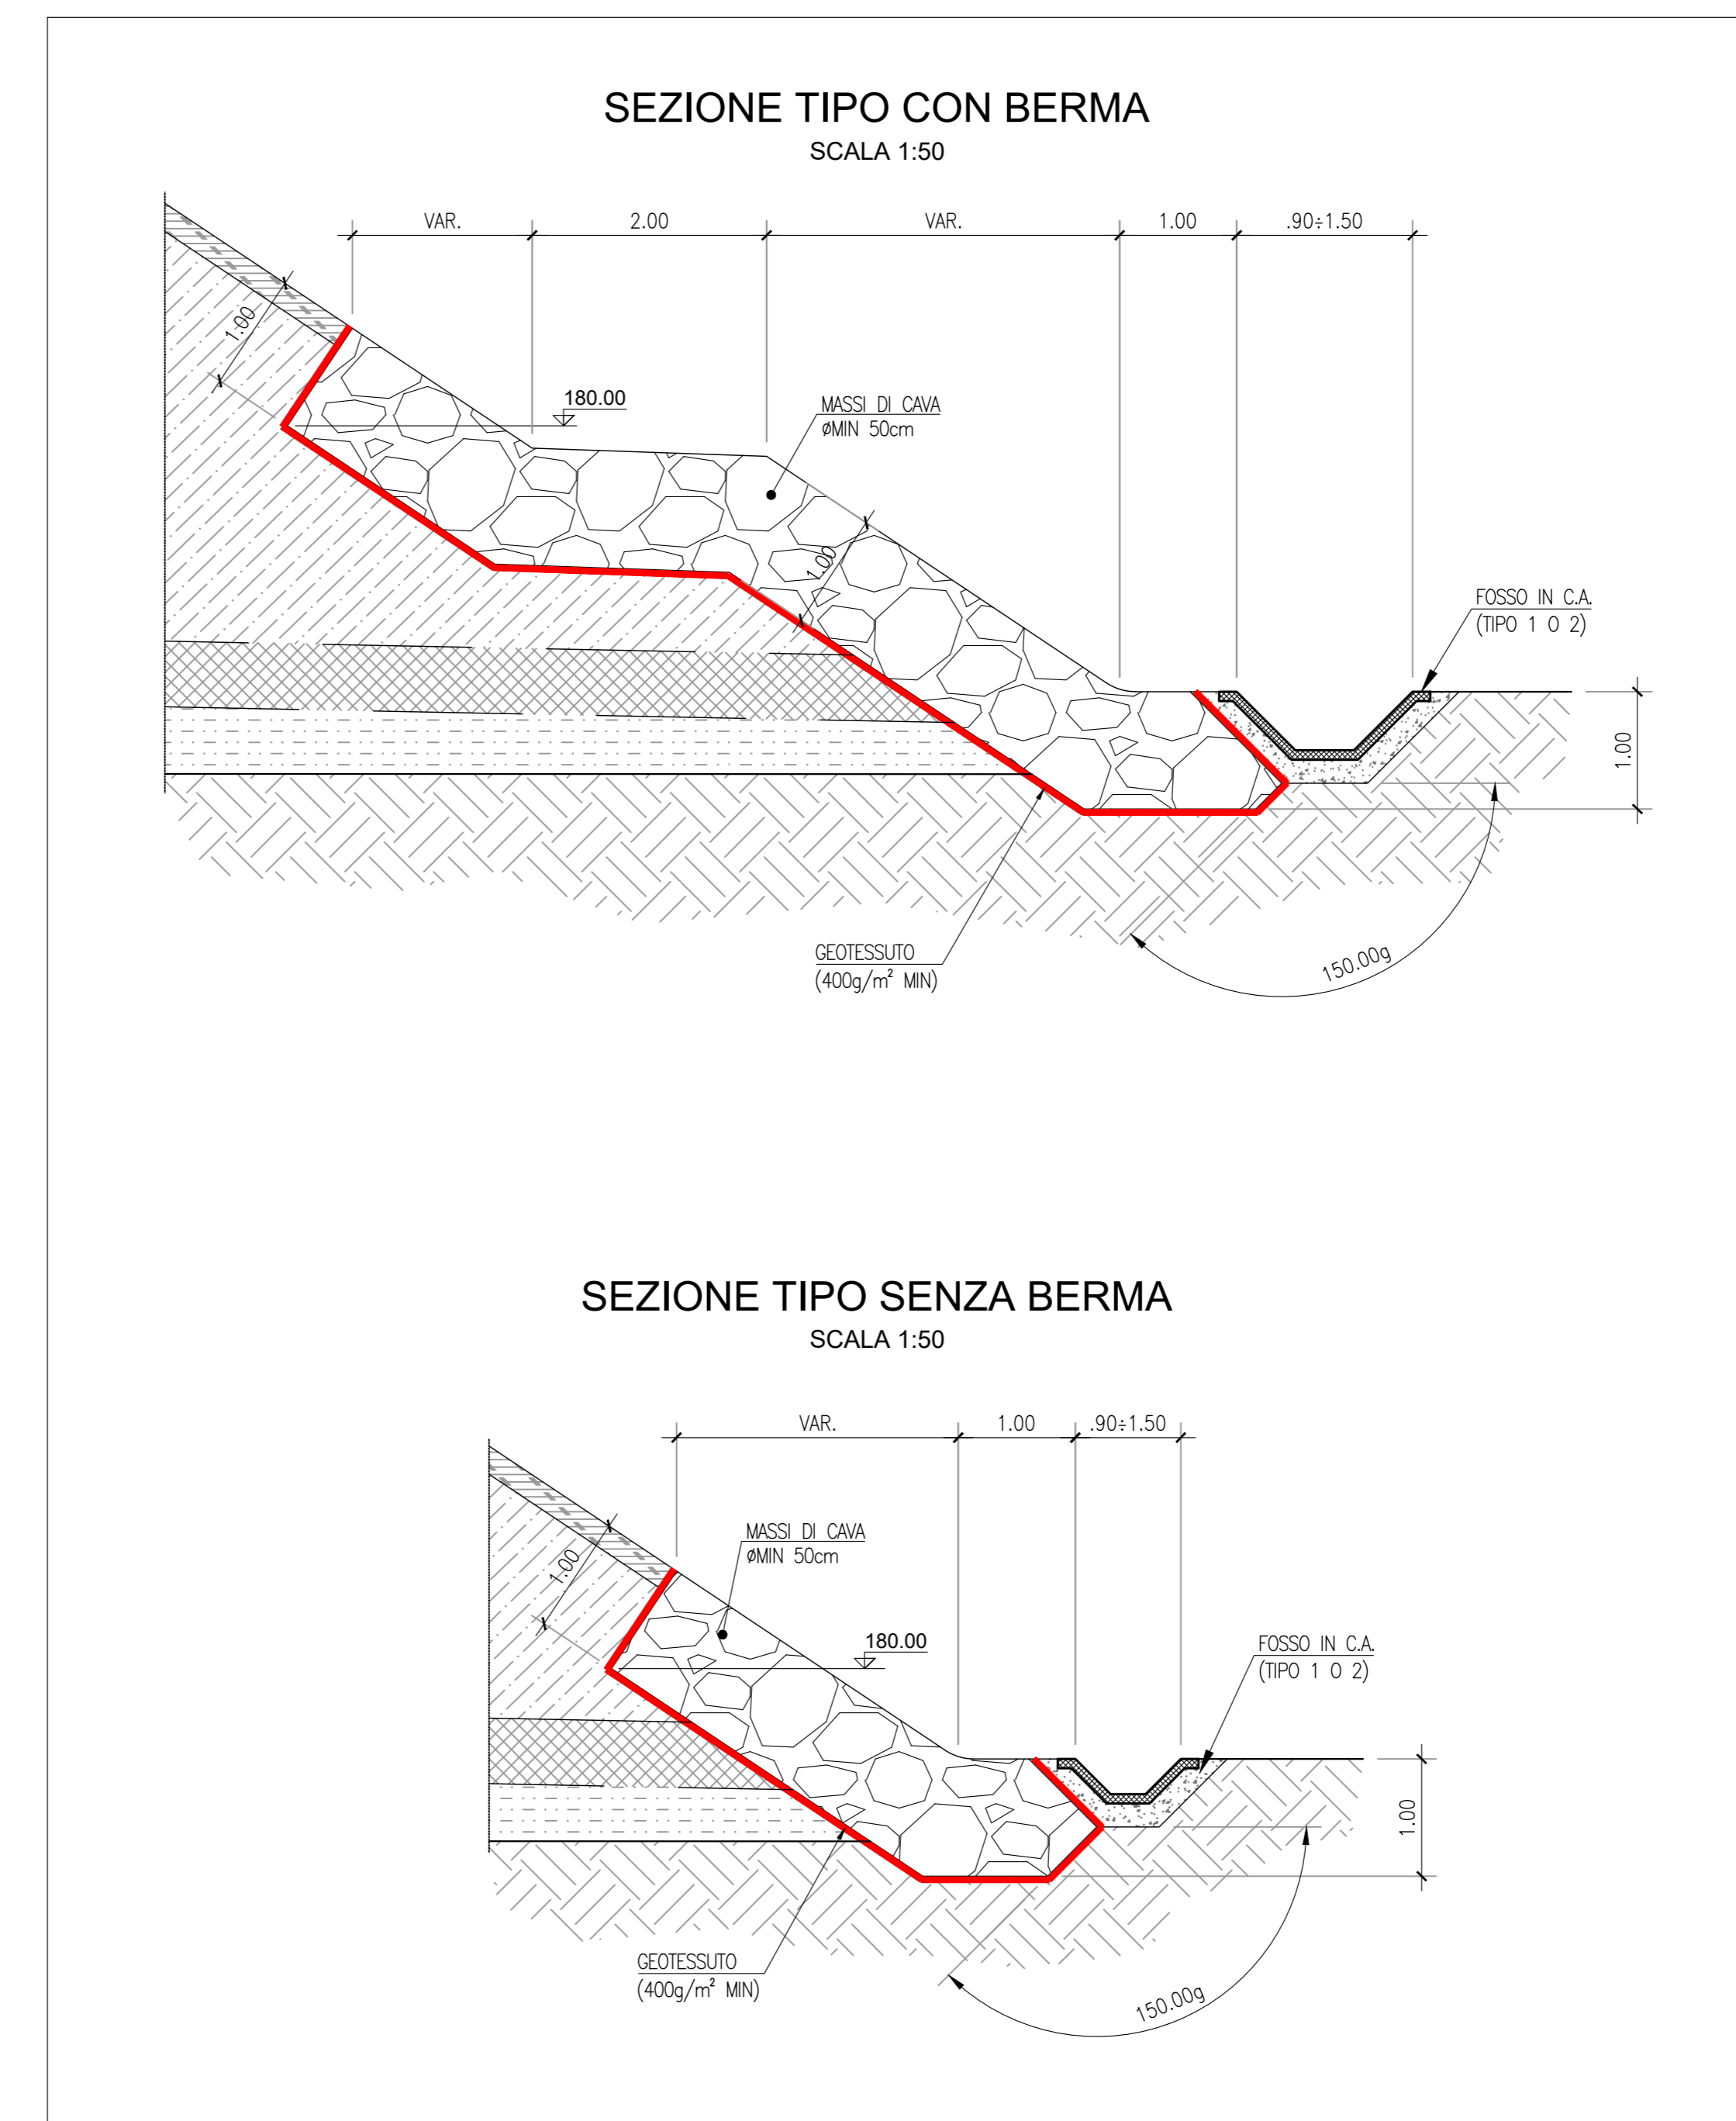 SEZIONE TIPO CON BERMA
SCALA 1:50
VAR.
2.00
VAR.
1.00
.90÷1.50
1.00
180.00
MASSI DI CAVA
øMIN 50cm
1.00
FOSSO IN C.A.
(TIPO 1 O 2)
1.00
GEOTESSUTO
(400g/m² MIN)
150.00g
SEZIONE TIPO SENZA BERMA
SCALA 1:50
VAR.
1.00
.90÷1.50
MASSI DI CAVA
øMIN 50cm
1.00
180.00
FOSSO IN C.A.
(TIPO 1 O 2)
1.00
GEOTESSUTO
(400g/m² MIN)
150.00g